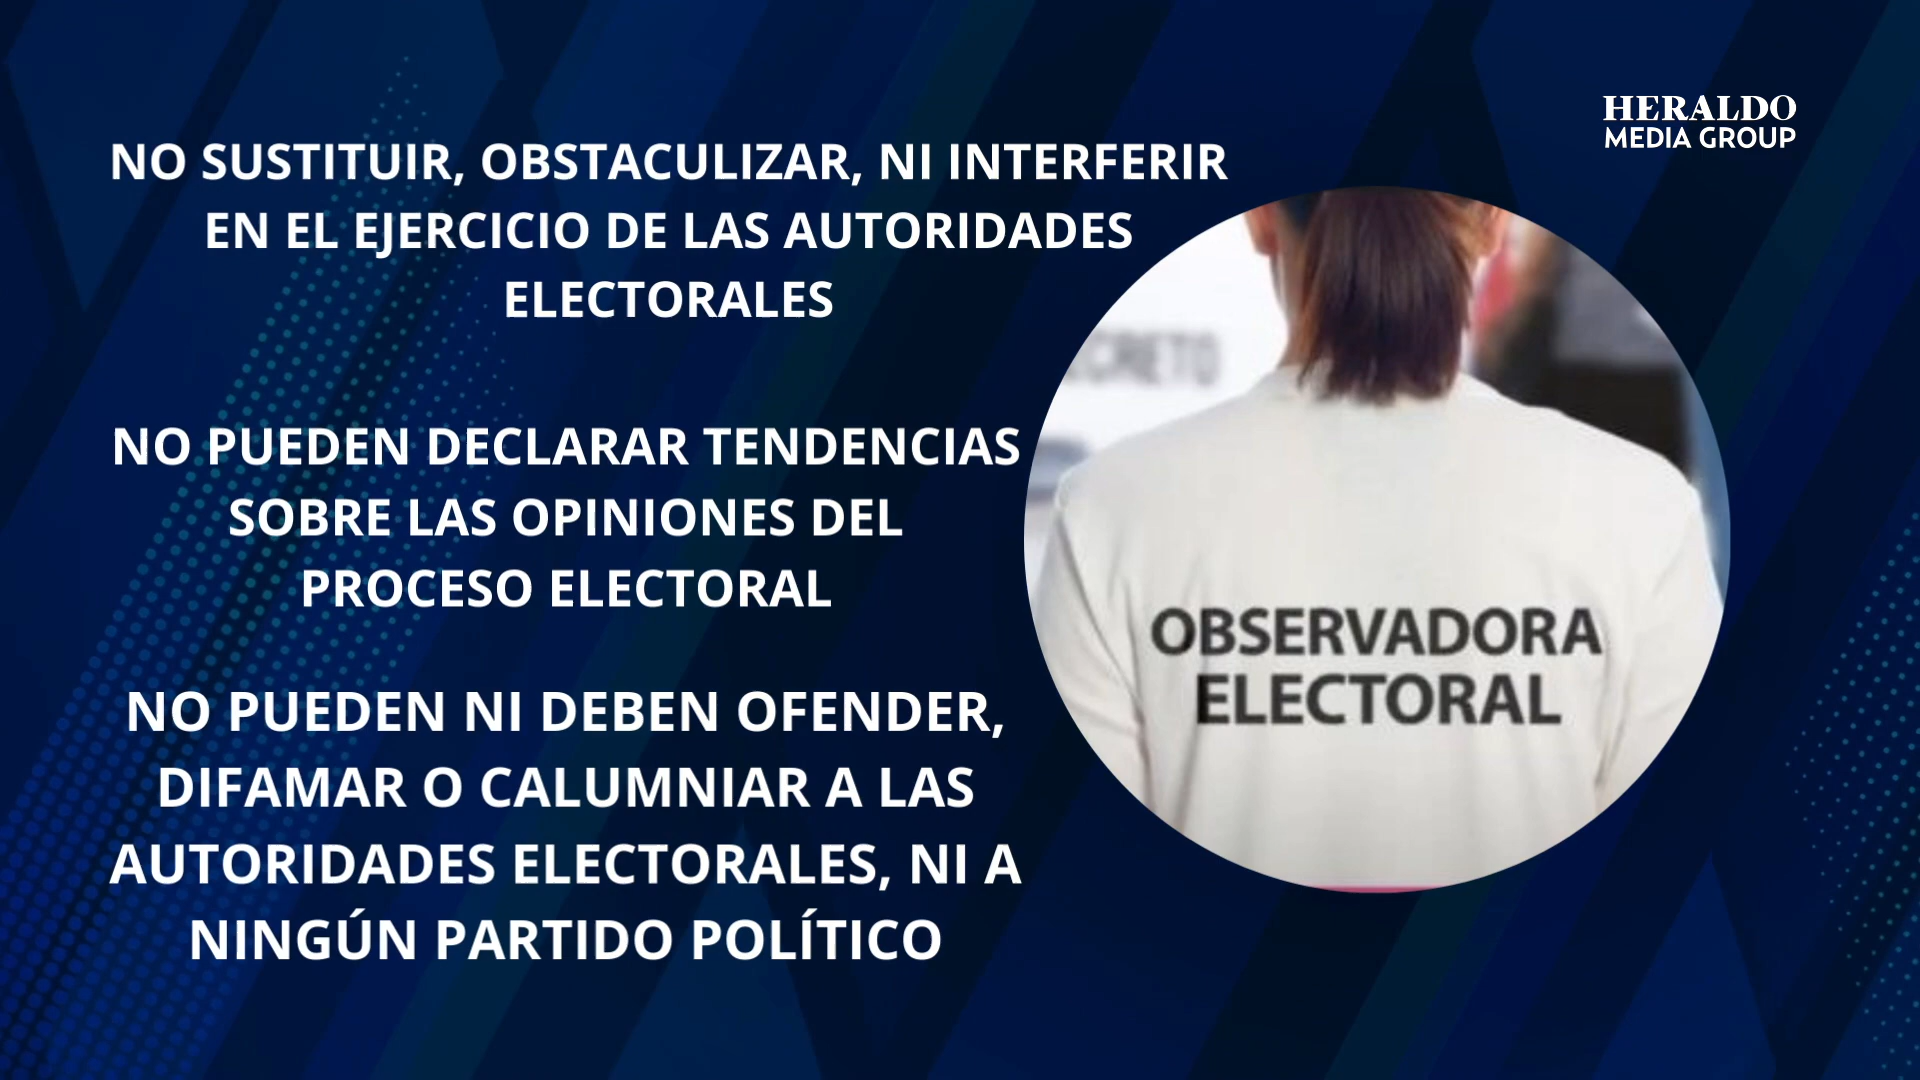 HERALDO
MEDIA GROUP
NO SUSTITUIR, OBSTACULIZAR, NI INTERFERIR
EN EL EJERCICIO DE LAS AUTORIDADES
ELECTORALES
NO PUEDEN DECLARAR TENDENCIAS
SOBRE LAS OPINIONES DEL
PROCESO ELECTORAL
NO PUEDEN NI DEBEN OFENDER,
DIFAMAR O CALUMNIAR A LAS
AUTORIDADES ELECTORALES, NI A
NINGÚN PARTIDO POLÍTICO
OBSERVADORA
ELECTORAL